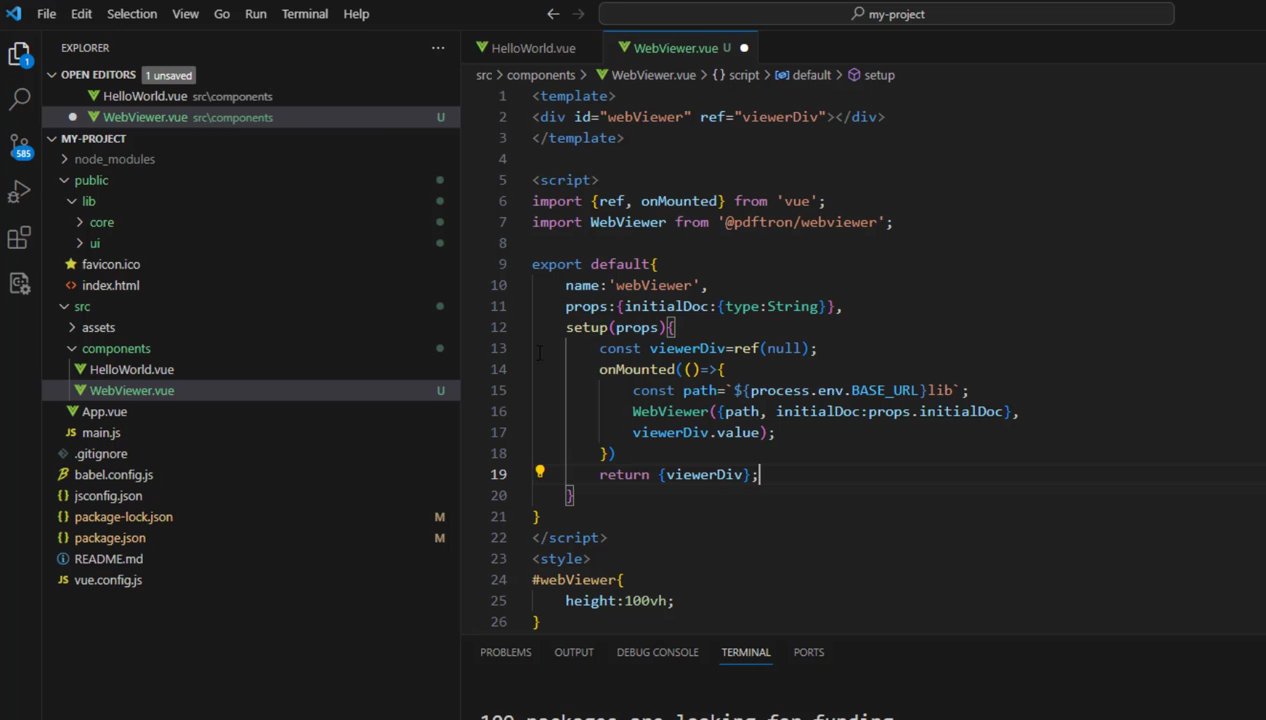 File Edit Selection View Go Run Terminal Help
my-project
EXPLORER
OPEN EDITORS 1 unsaved
HelloWorld.vue src\components
WebViewer.vue src\components U
MY-PROJECT
node_modules
public
lib
core
ui
favicon.ico
index.html
src
assets
components
HelloWorld.vue
WebViewer.vue U
App.vue
main.js
.gitignore
babel.config.js
jsconfig.json
package-lock.json M
package.json M
README.md
vue.config.js
1
585
HelloWorld.vue WebViewer.vue U
src > components > WebViewer.vue > {} script > default > setup
1 <template>
2 <div id="webViewer" ref="viewerDiv"></div>
3 </template>
4
5 <script>
6 import {ref, onMounted} from 'vue';
7 import WebViewer from '@pdftron/webviewer';
8
9 export default{
10 name:'webViewer',
11 props:{initialDoc:{type:String}},
12 setup(props){
13 const viewerDiv=ref(null);
14 onMounted(()=>{
15 const path=`${process.env.BASE_URL}lib`;
16 WebViewer({path, initialDoc:props.initialDoc},
17 viewerDiv.value);
18 })
19 return {viewerDiv};
20 }
21 }
22 </script>
23 <style>
24 #webViewer{
25 height:100vh;
26 }
PROBLEMS OUTPUT DEBUG CONSOLE TERMINAL PORTS
packages are looking for funding